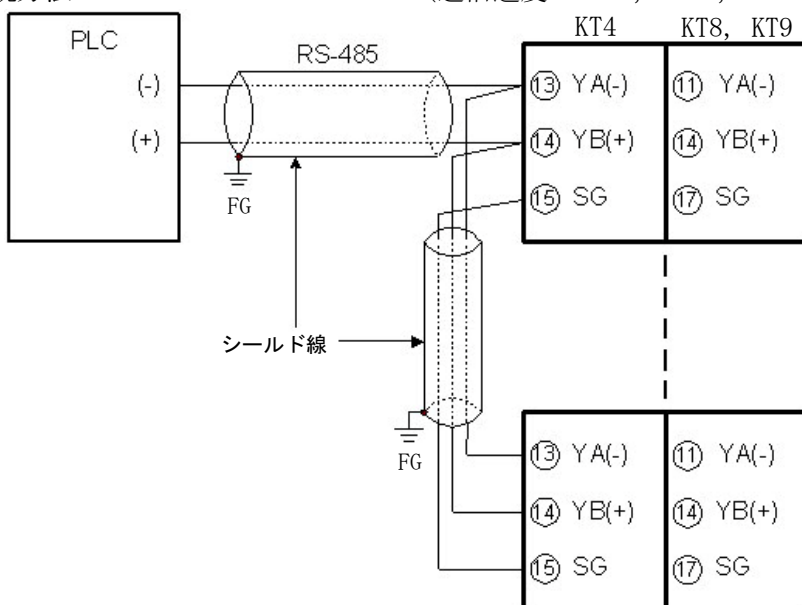 KT4 KT8, KT9
PLC
RS-485
(-) ⑬ YA(-) ⑪ YA(-)
(+) ⑭ YB(+) ⑭ YB(+)
⑮ SG ⑰ SG
FG
シールド線
FG
⑬ YA(-) ⑪ YA(-)
⑭ YB(+) ⑭ YB(+)
⑮ SG ⑰ SG